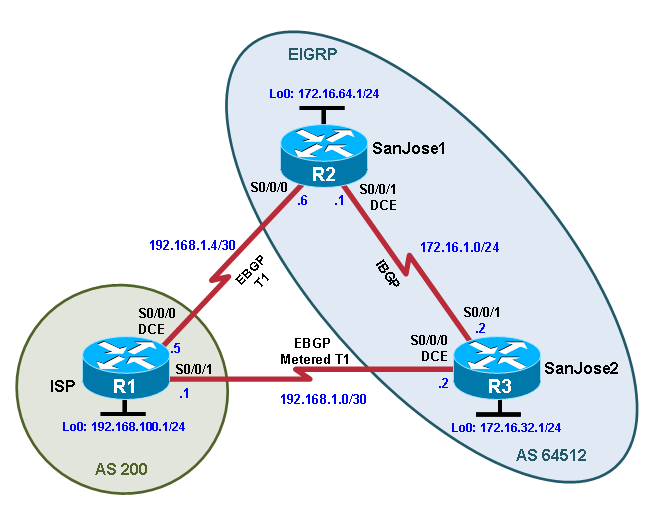 EIGRP
Lo0: 172.16.64.1/24
SanJose1
R2
S0/0/0
.6
.1
S0/0/1
DCE
192.168.1.4/30
EBGP
T1
IBGP
172.16.1.0/24
S0/0/0
DCE
.5
S0/0/1
.2
ISP
R1
S0/0/1
.1
EBGP
Metered T1
192.168.1.0/30
S0/0/0
DCE
.2
R3
SanJose2
Lo0: 192.168.100.1/24
Lo0: 172.16.32.1/24
AS 200
AS 64512